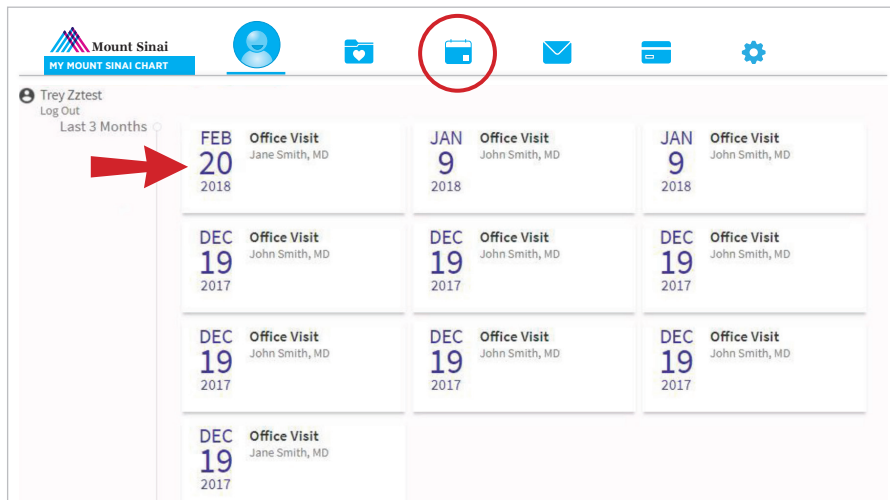 Mount Sinai
MY MOUNT SINAI CHART
Trey Zztest
Log Out
Last 3 Months
FEB
20
2018
Office Visit
Jane Smith, MD
JAN
9
2018
Office Visit
John Smith, MD
JAN
9
2018
Office Visit
John Smith, MD
DEC
19
2017
Office Visit
John Smith, MD
DEC
19
2017
Office Visit
John Smith, MD
DEC
19
2017
Office Visit
John Smith, MD
DEC
19
2017
Office Visit
John Smith, MD
DEC
19
2017
Office Visit
John Smith, MD
DEC
19
2017
Office Visit
John Smith, MD
DEC
19
2017
Office Visit
Jane Smith, MD